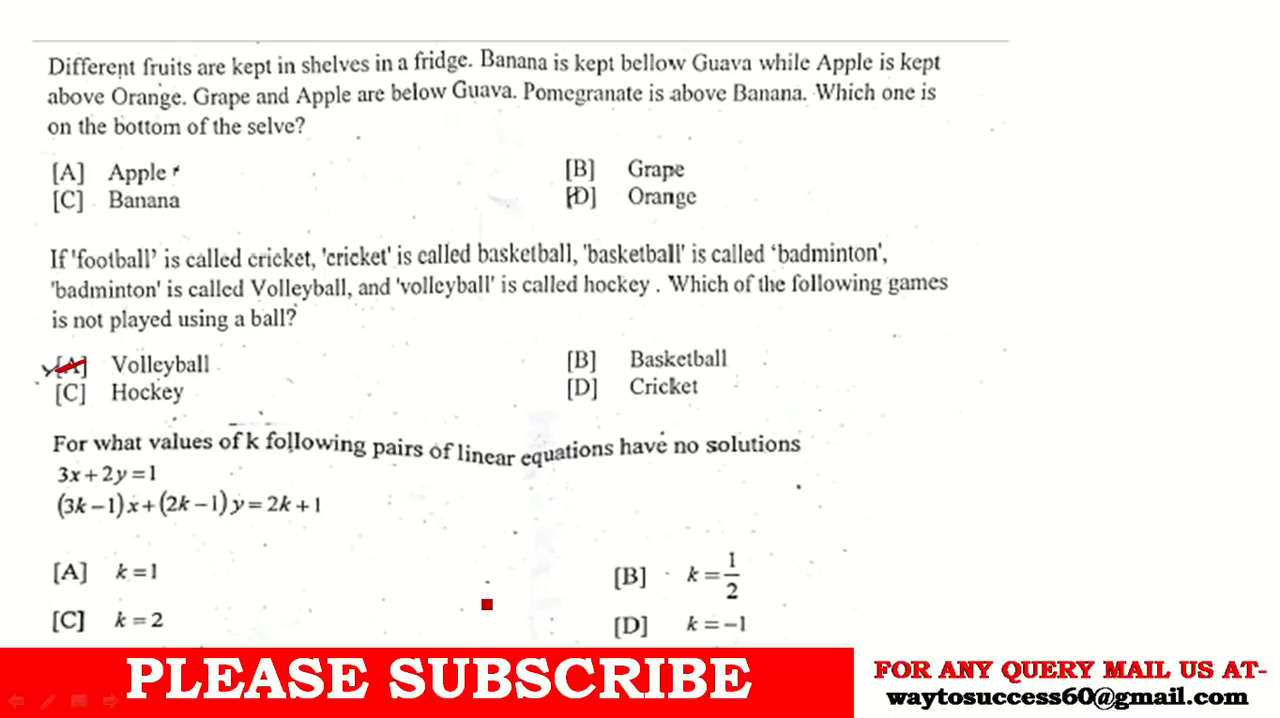 Different fruits are kept in shelves in a fridge. Banana is kept bellow Guava while Apple is kept
above Orange. Grape and Apple are below Guava. Pomegranate is above Banana. Which one is
on the bottom of the selve?
[A] Apple [B] Grape
[C] Banana [D] Orange
If 'football' is called cricket, 'cricket' is called basketball, 'basketball' is called 'badminton',
'badminton' is called Volleyball, and 'volleyball' is called hockey . Which of the following games
is not played using a ball?
[A] Volleyball [B] Basketball
[C] Hockey [D] Cricket
For what values of k following pairs of linear equations have no solutions
3x+2y=1
(3k−1)x+(2k−1)y=2k+1
[A] k=1 [B] k=1/2
[C] k=2 [D] k=−1
PLEASE SUBSCRIBE
FOR ANY QUERY MAIL US AT-
waytosuccess60@gmail.com